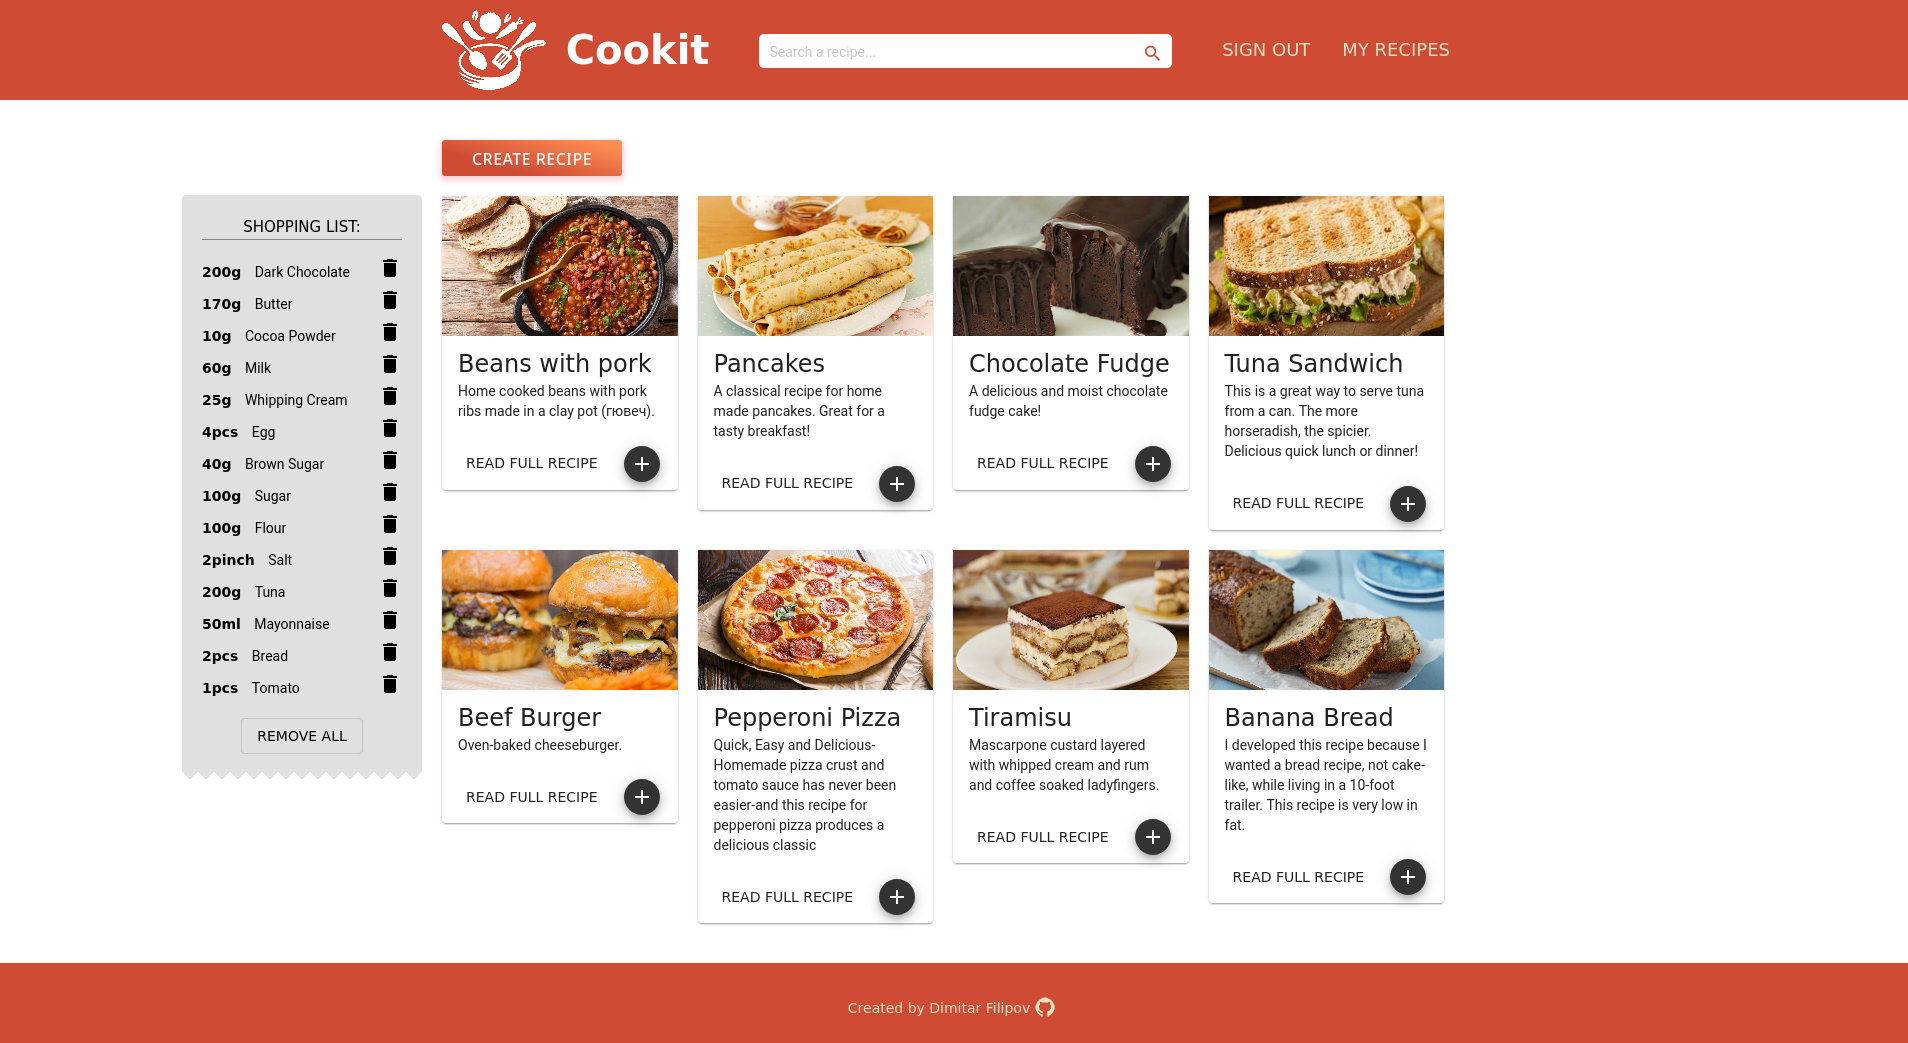 Cookit
Search a recipe...
SIGN OUT
MY RECIPES
CREATE RECIPE
SHOPPING LIST:
200g Dark Chocolate
170g Butter
10g Cocoa Powder
60g Milk
25g Whipping Cream
4pcs Egg
40g Brown Sugar
100g Sugar
100g Flour
2pinch Salt
200g Tuna
50ml Mayonnaise
2pcs Bread
1pcs Tomato
REMOVE ALL
Beans with pork
Home cooked beans with pork
ribs made in a clay pot (гювеч).
READ FULL RECIPE
Pancakes
A classical recipe for home
made pancakes. Great for a
tasty breakfast!
READ FULL RECIPE
Chocolate Fudge
A delicious and moist chocolate
fudge cake!
READ FULL RECIPE
Tuna Sandwich
This is a great way to serve tuna
from a can. The more
horseradish, the spicier.
Delicious quick lunch or dinner!
READ FULL RECIPE
Beef Burger
Oven-baked cheeseburger.
READ FULL RECIPE
Pepperoni Pizza
Quick, Easy and Delicious-
Homemade pizza crust and
tomato sauce has never been
easier-and this recipe for
pepperoni pizza produces a
delicious classic
READ FULL RECIPE
Tiramisu
Mascarpone custard layered
with whipped cream and rum
and coffee soaked ladyfingers.
READ FULL RECIPE
Banana Bread
I developed this recipe because I
wanted a bread recipe, not cake-
like, while living in a 10-foot
trailer. This recipe is very low in
fat.
READ FULL RECIPE
Created by Dimitar Filipov